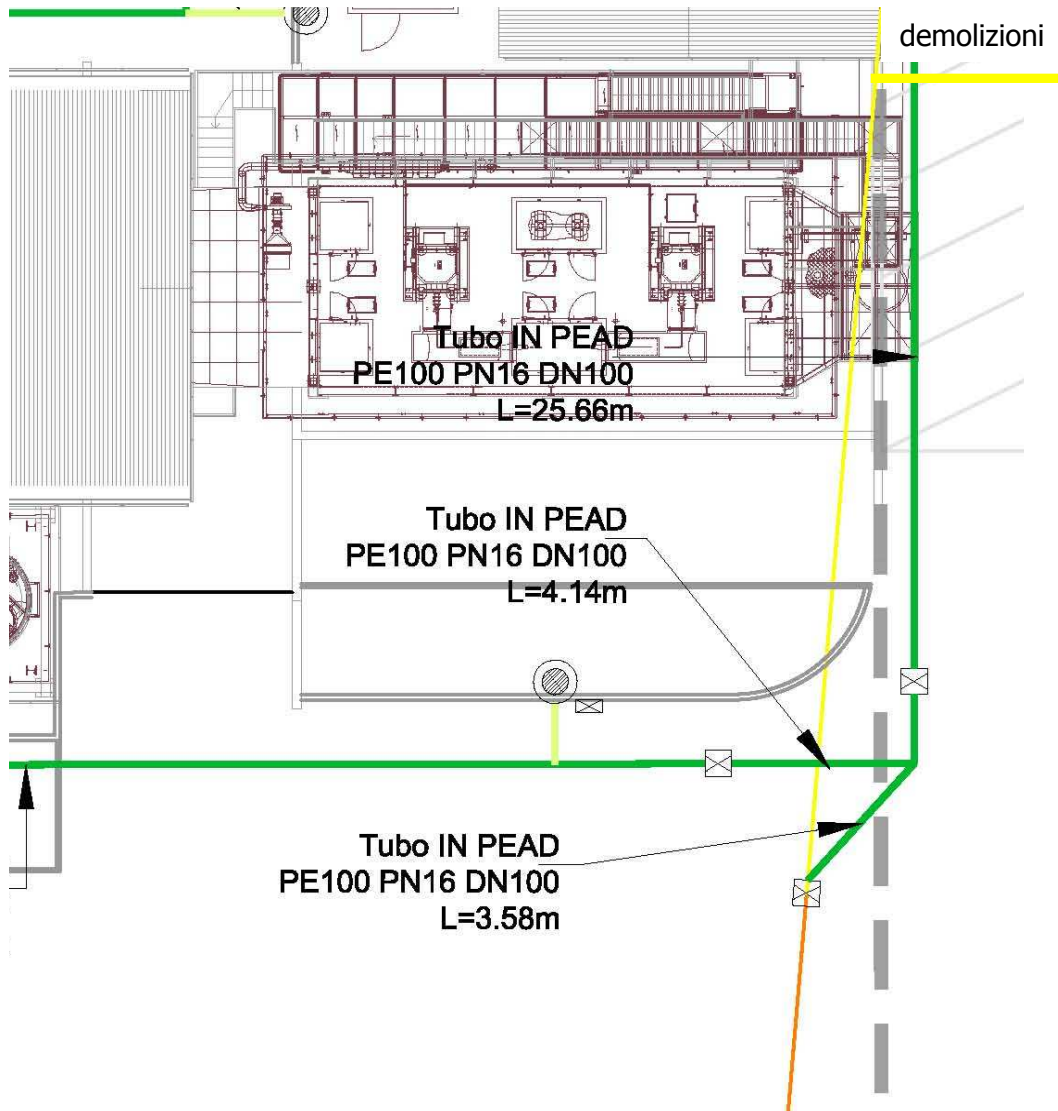 demolizioni
Tubo IN PEAD
PE100 PN16 DN100
L=25.66m
Tubo IN PEAD
PE100 PN16 DN100
L=4.14m
Tubo IN PEAD
PE100 PN16 DN100
L=3.58m